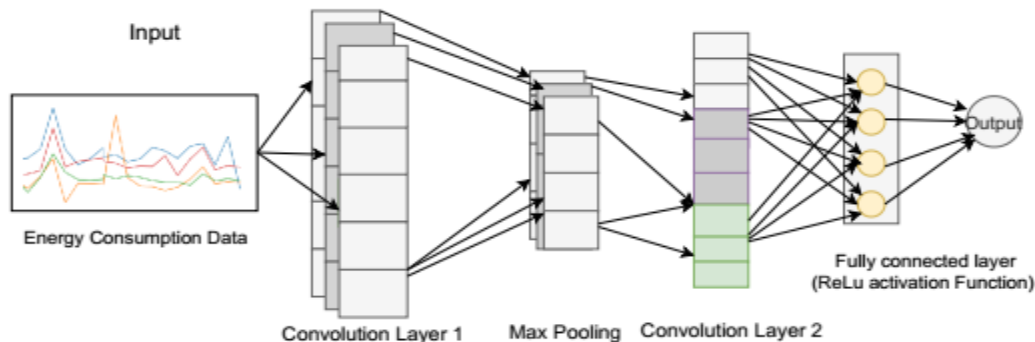 Input
Energy Consumption Data
Convolution Layer 1
Max Pooling
Convolution Layer 2
Fully connected layer
(ReLu activation Function)
Output